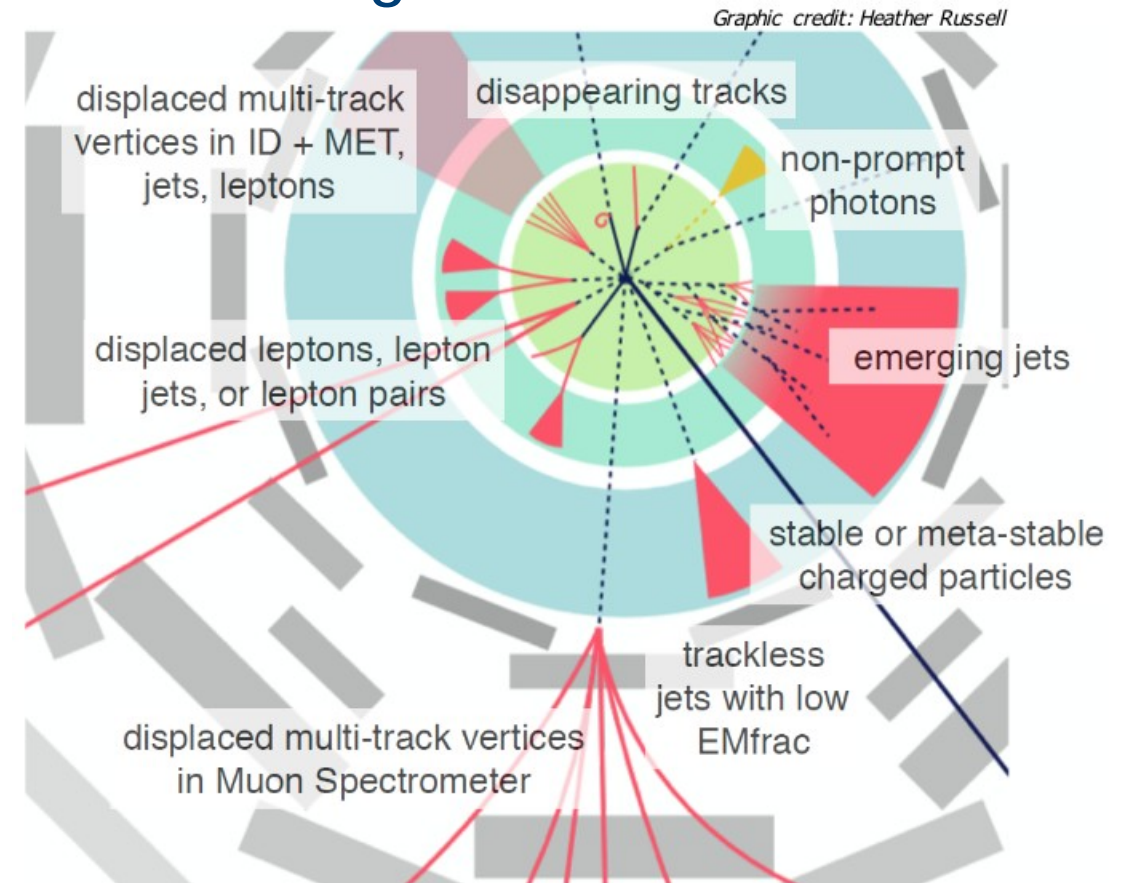 Graphic credit: Heather Russell
displaced multi-track
vertices in ID + MET,
jets, leptons
disappearing tracks
non-prompt
photons
displaced leptons, lepton
jets, or lepton pairs
emerging jets
stable or meta-stable
charged particles
trackless
jets with low
EMfrac
displaced multi-track vertices
in Muon Spectrometer